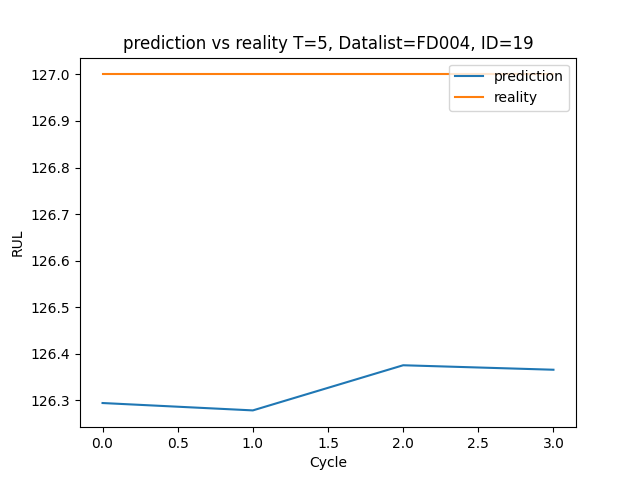 prediction vs reality T=5, Datalist=FD004, ID=19
127.0
126.9
126.8
126.7
126.6
126.5
126.4
126.3
RUL
prediction
reality
0.0 0.5 1.0 1.5 2.0 2.5 3.0
Cycle